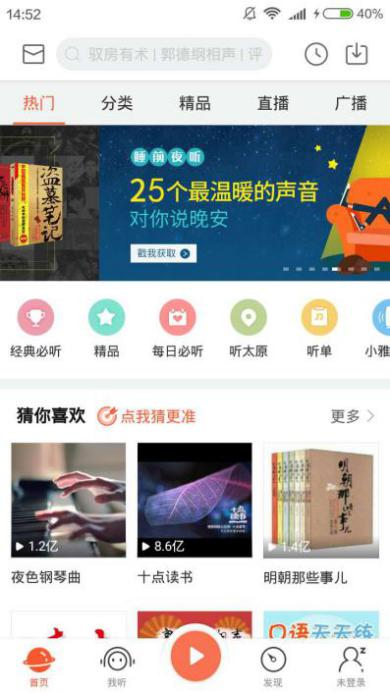 14:52
40%
驭房有术 | 郭德纲相声 | 评
热门 分类 精品 直播 广播
盗墓笔记
睡前夜听
25个最温暖的声音
对你说晚安
戳我获取
经典必听 精品 每日必听 听太原 听单 小雅
猜你喜欢 点我猜更准 更多
1.2亿 8.6亿 1.4亿
十点读书
明朝那些事儿
夜色钢琴曲 十点读书 明朝那些事儿
口语天天练
首页 我听 发现 未登录